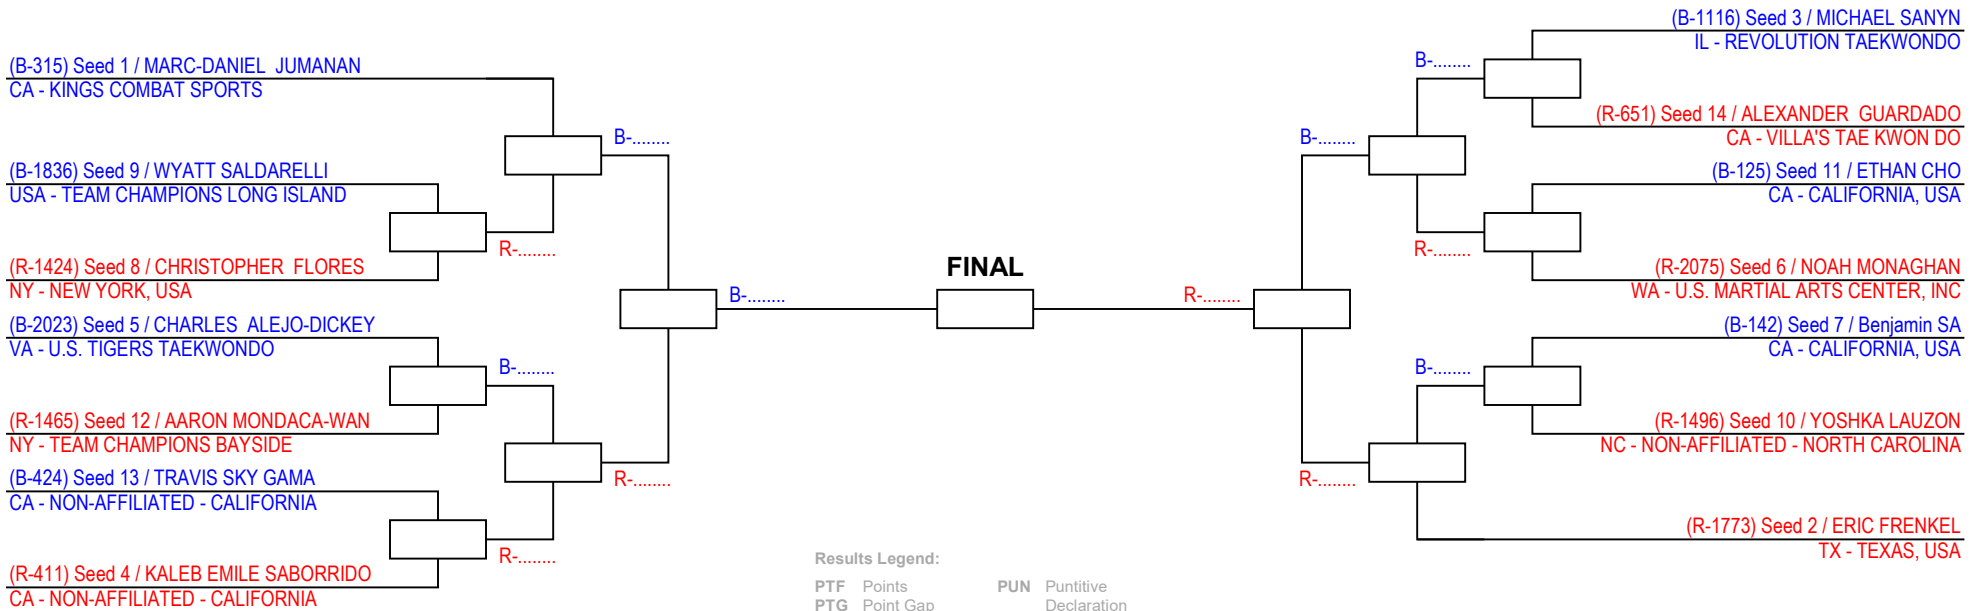 (B-315) Seed 1 / MARC-DANIEL JUMANAN
CA - KINGS COMBAT SPORTS
(B-1836) Seed 9 / WYATT SALDARELLI
USA - TEAM CHAMPIONS LONG ISLAND
(R-1424) Seed 8 / CHRISTOPHER FLORES
NY - NEW YORK, USA
(B-2023) Seed 5 / CHARLES ALEJO-DICKEY
VA - U.S. TIGERS TAEKWONDO
(R-1465) Seed 12 / AARON MONDACA-WAN
NY - TEAM CHAMPIONS BAYSIDE
(B-424) Seed 13 / TRAVIS SKY GAMA
CA - NON-AFFILIATED - CALIFORNIA
(R-411) Seed 4 / KALEB EMILE SABORRIDO
CA - NON-AFFILIATED - CALIFORNIA
R-........
B-........
R-........
B-........
R-........
B-........
FINAL
R-........
B-........
R-........
B-........
R-........
B-........
(B-1116) Seed 3 / MICHAEL SANYN
IL - REVOLUTION TAEKWONDO
(R-651) Seed 14 / ALEXANDER GUARDADO
CA - VILLA'S TAE KWON DO
(B-125) Seed 11 / ETHAN CHO
CA - CALIFORNIA, USA
(R-2075) Seed 6 / NOAH MONAGHAN
WA - U.S. MARTIAL ARTS CENTER, INC
(B-142) Seed 7 / Benjamin SA
CA - CALIFORNIA, USA
(R-1496) Seed 10 / YOSHKA LAUZON
NC - NON-AFFILIATED - NORTH CAROLINA
(R-1773) Seed 2 / ERIC FRENKEL
TX - TEXAS, USA
Results Legend:
PTF Points PUN Puntitive
PTG Point Gap Declaration